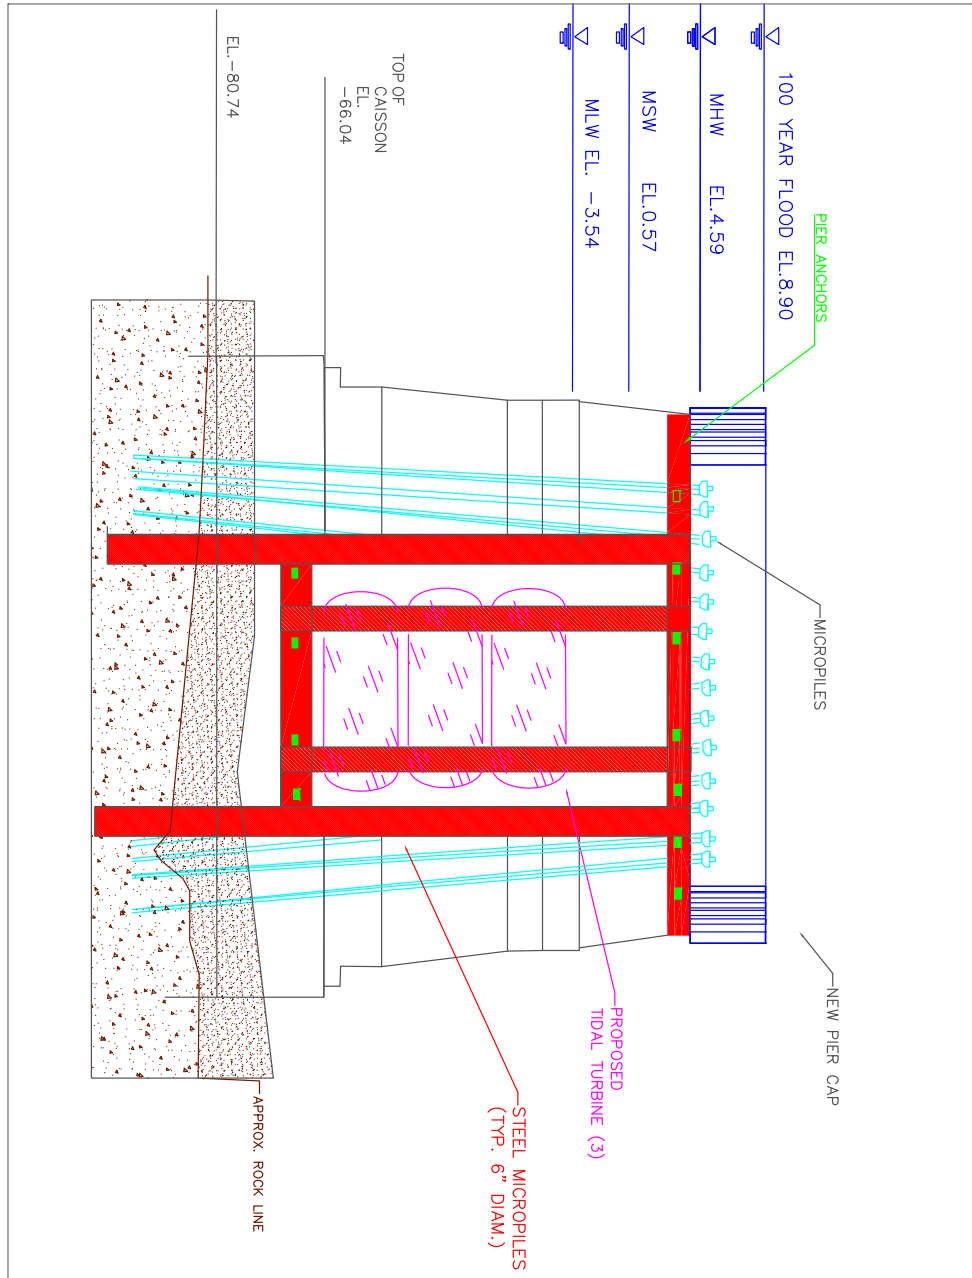 100 YEAR FLOOD EL.8.90
MHW EL.4.59
MSW EL.0.57
MLW EL. -3.54
TOP OF
CAISSON
EL.
-66.04
EL.-80.74
PIER ANCHORS
MICROPILES
NEW PIER CAP
PROPOSED
TIDAL TURBINE (3)
STEEL MICROPILES
(TYP. 6" DIAM.)
APPROX. ROCK LINE